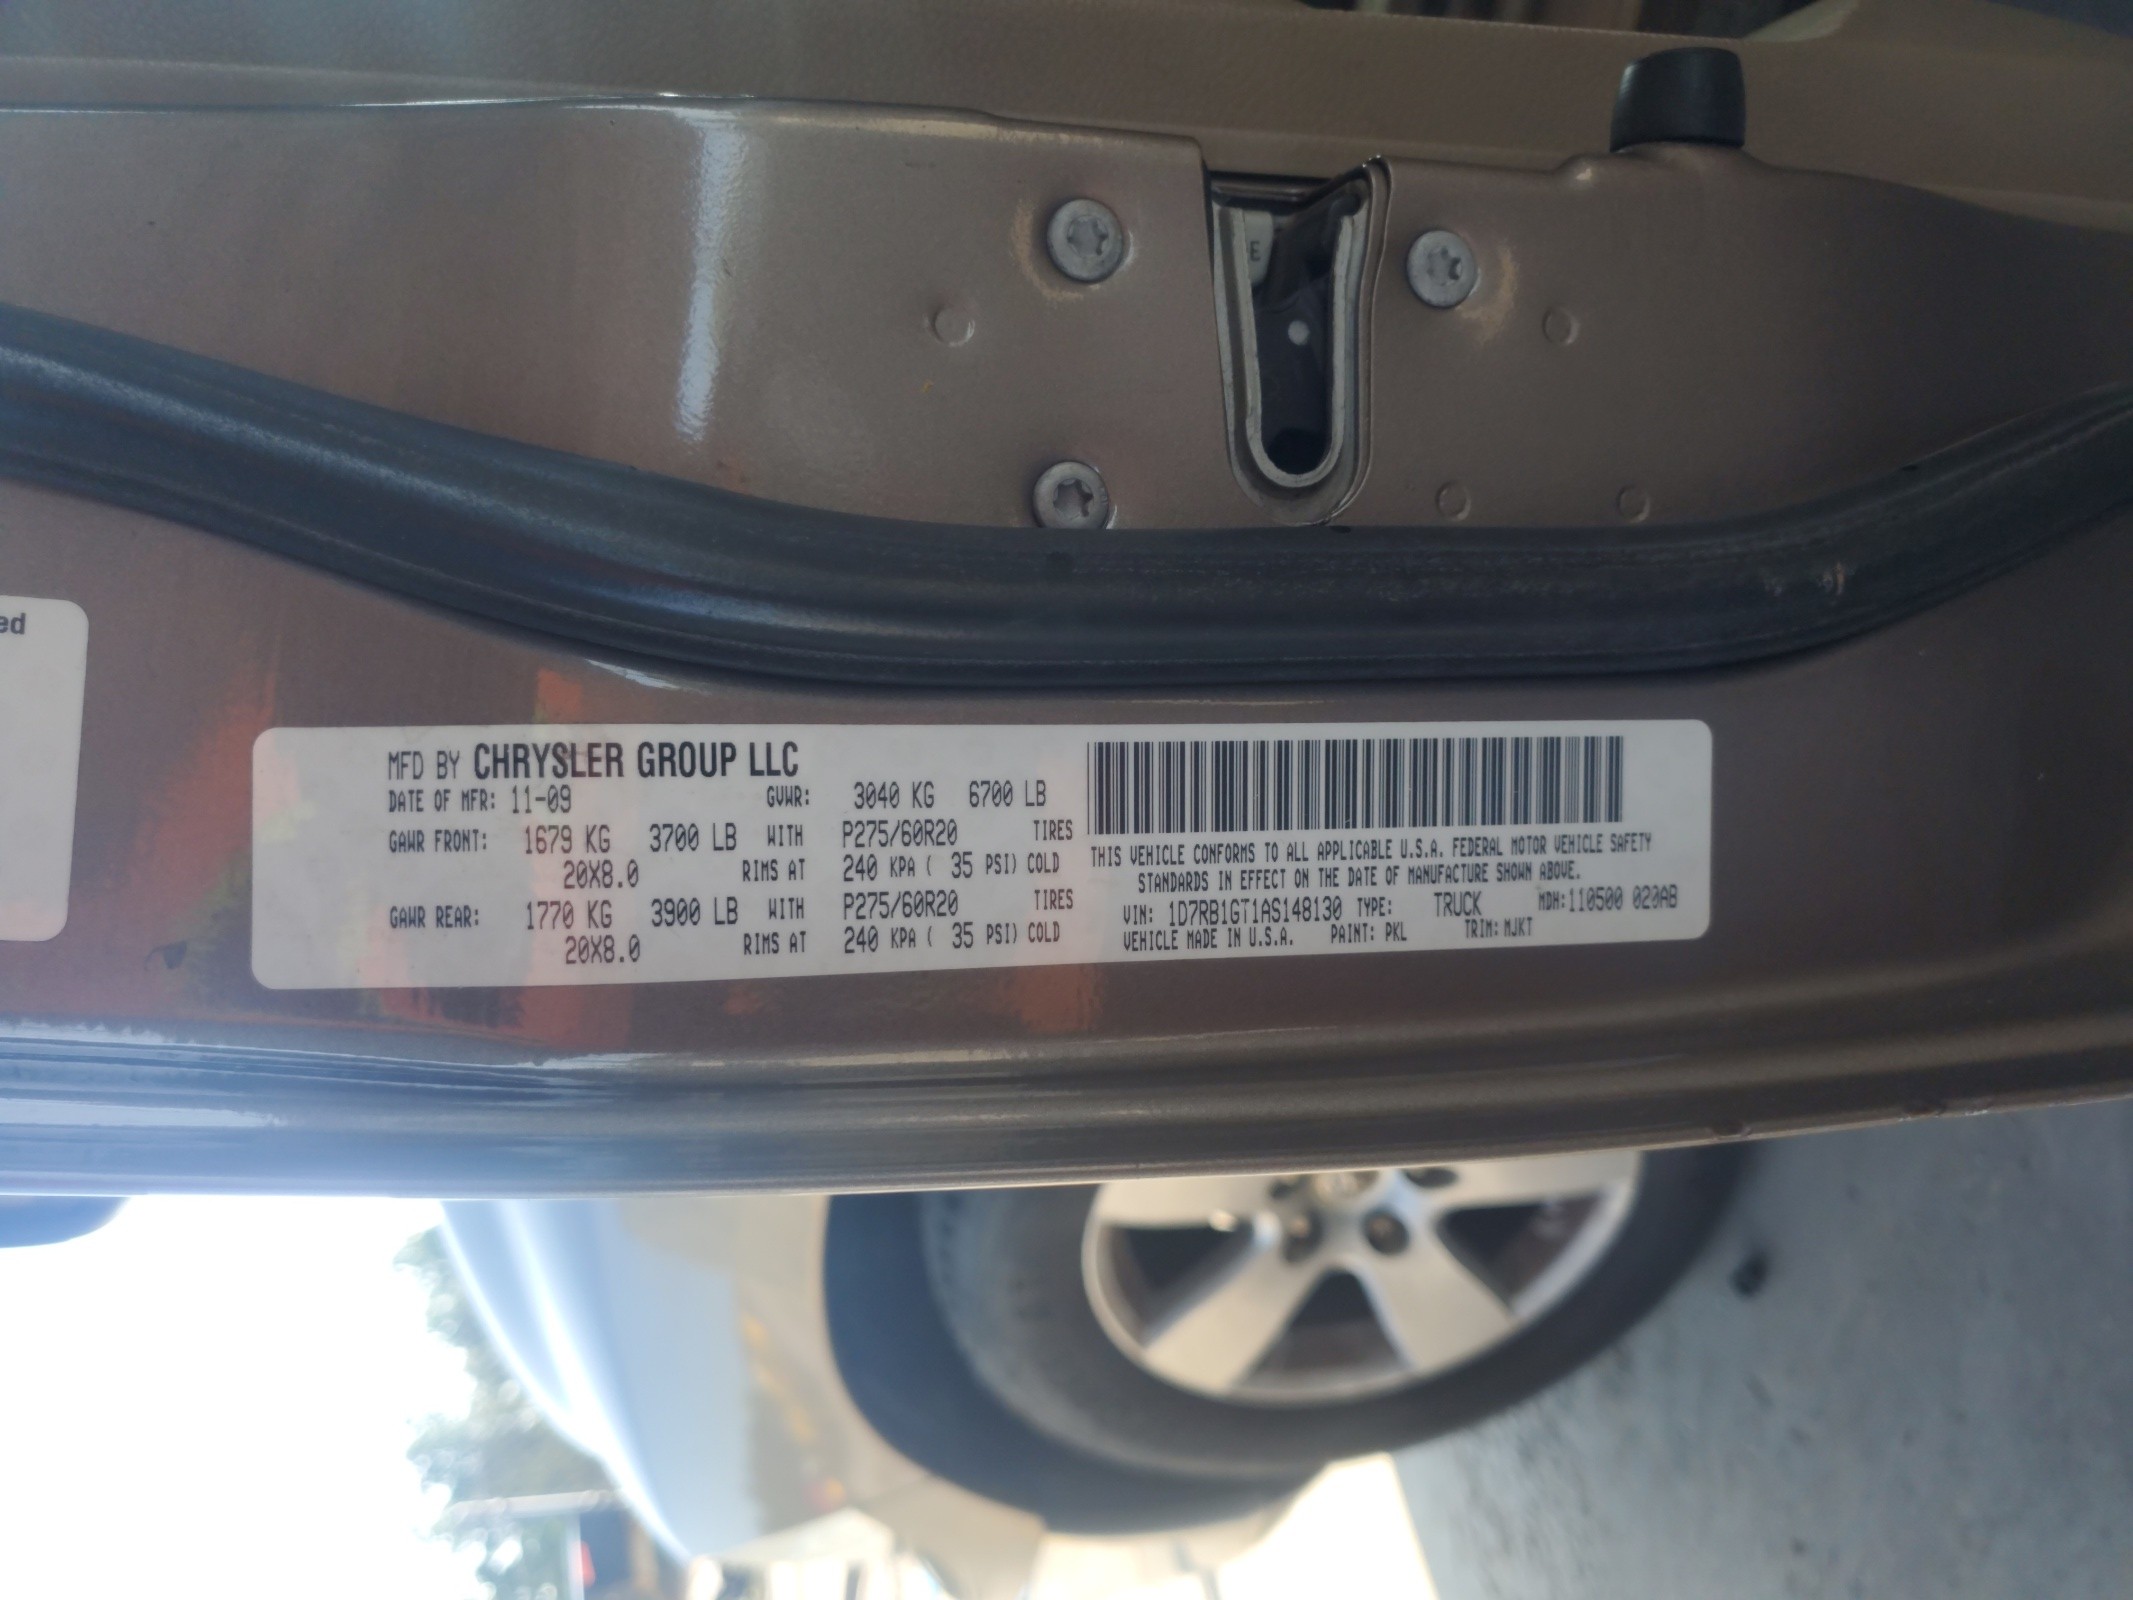 ed
E
MFD BY CHRYSLER GROUP LLC
DATE OF MFR: 11-09 GVWR: 3040 KG 6700 LB
GAWR FRONT: 1679 KG 3700 LB WITH P275/60R20 TIRES
20X8.0 RIMS AT 240 KPA ( 35 PSI) COLD
GAWR REAR: 1770 KG 3900 LB WITH P275/60R20 TIRES
20X8.0 RIMS AT 240 KPA ( 35 PSI) COLD
THIS VEHICLE CONFORMS TO ALL APPLICABLE U.S.A. FEDERAL MOTOR VEHICLE SAFETY
STANDARDS IN EFFECT ON THE DATE OF MANUFACTURE SHOWN ABOVE.
VIN: 1D7RB1GT1AS148130 TYPE: TRUCK MDH:110500 020AB
VEHICLE MADE IN U.S.A. PAINT: PKL TRIM: MJKT